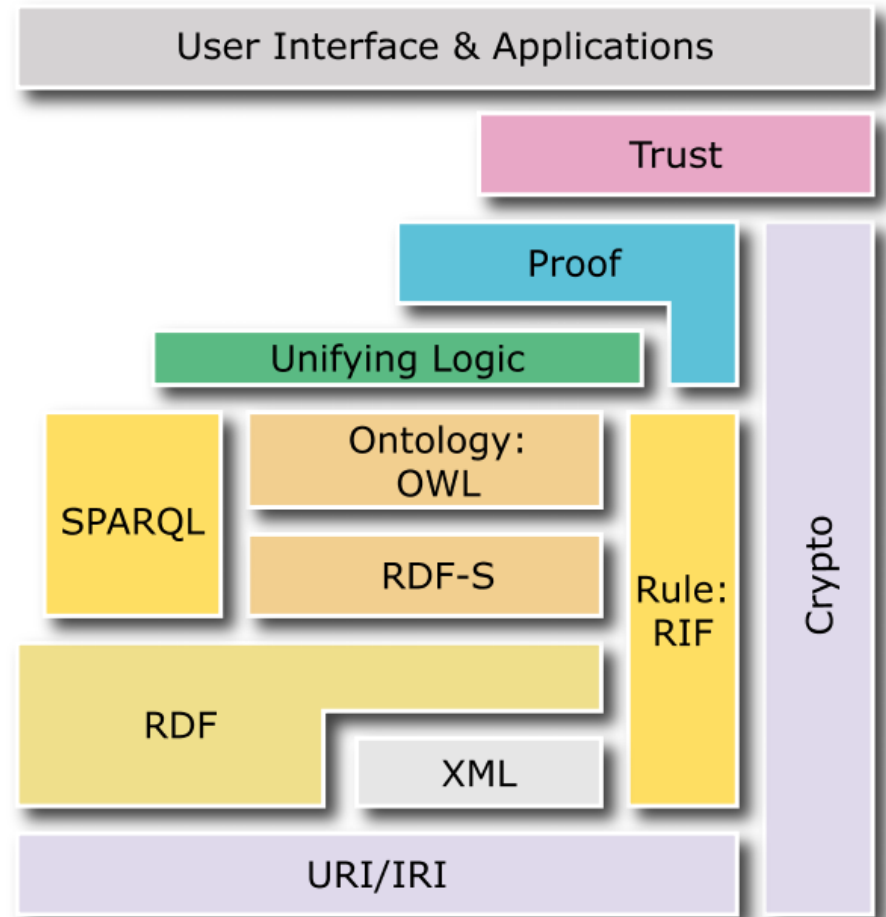 User Interface & Applications
Trust
Proof
Unifying Logic
Ontology:
OWL
SPARQL
RDF-S
Rule:
RIF
Crypto
RDF
XML
URI/IRI